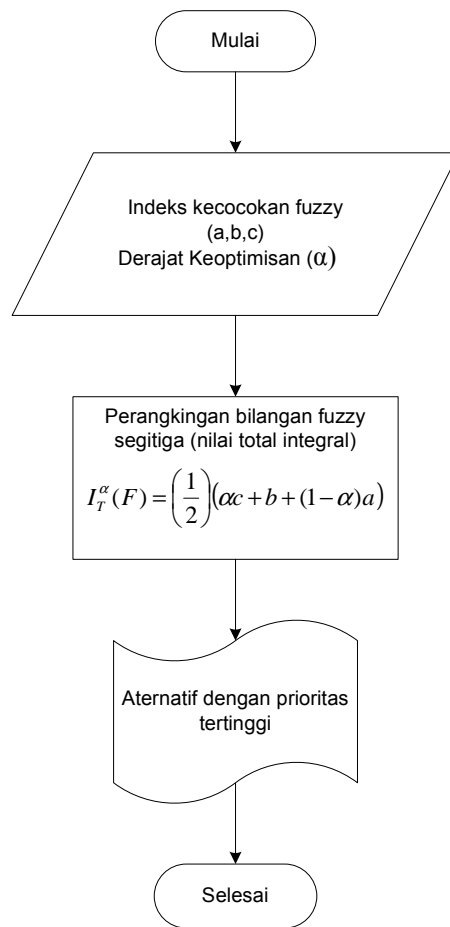 Mulai
Indeks kecocokan fuzzy
(a,b,c)
Derajat Keoptimisan (α)
Perangkingan bilangan fuzzy
segitiga (nilai total integral)
I_T^α(F) = (1/2)(αc + b + (1−α)a)
Aternatif dengan prioritas
tertinggi
Selesai